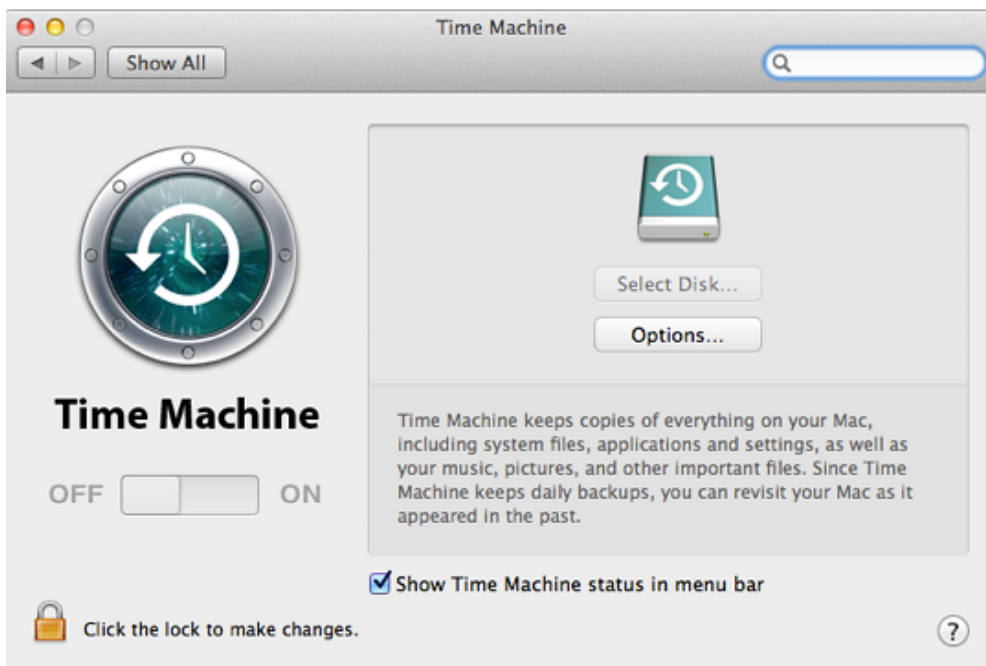 Time Machine
Show All
Select Disk...
Options...
Time Machine
OFF ON
Time Machine keeps copies of everything on your Mac,
including system files, applications and settings, as well as
your music, pictures, and other important files. Since Time
Machine keeps daily backups, you can revisit your Mac as it
appeared in the past.
Show Time Machine status in menu bar
Click the lock to make changes.
?